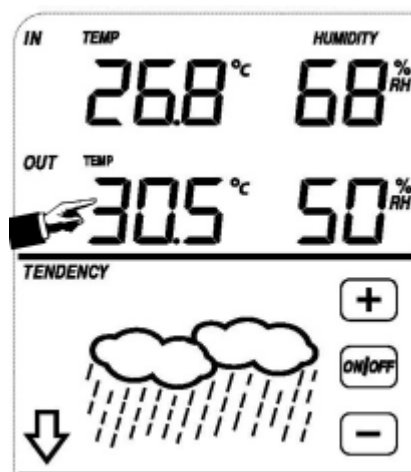 IN TEMP HUMIDITY
26.8 °C 68 % RH
OUT TEMP
30.5 °C 50 % RH
TENDENCY
+
ON/OFF
−